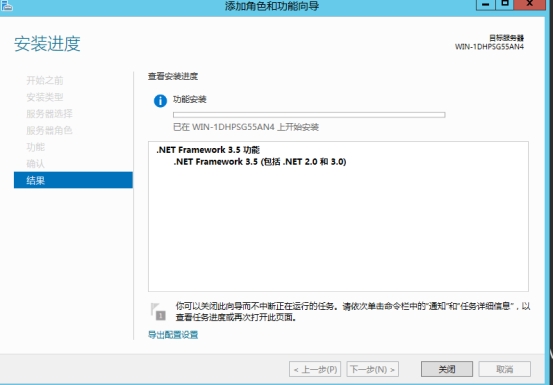 添加角色和功能向导
安装进度
目标服务器
WIN-1DHPSG55AN4
开始之前
安装类型
服务器选择
服务器角色
功能
确认
结果
查看安装进度
功能安装
已在 WIN-1DHPSG55AN4 上开始安装
.NET Framework 3.5 功能
.NET Framework 3.5 (包括 .NET 2.0 和 3.0)
你可以关闭此向导而不中断正在运行的任务。请依次单击命令栏中的“通知”和“任务详细信息”，以
查看任务进度或再次打开此页面。
导出配置设置
< 上一步(P) 下一步(N) > 关闭 取消